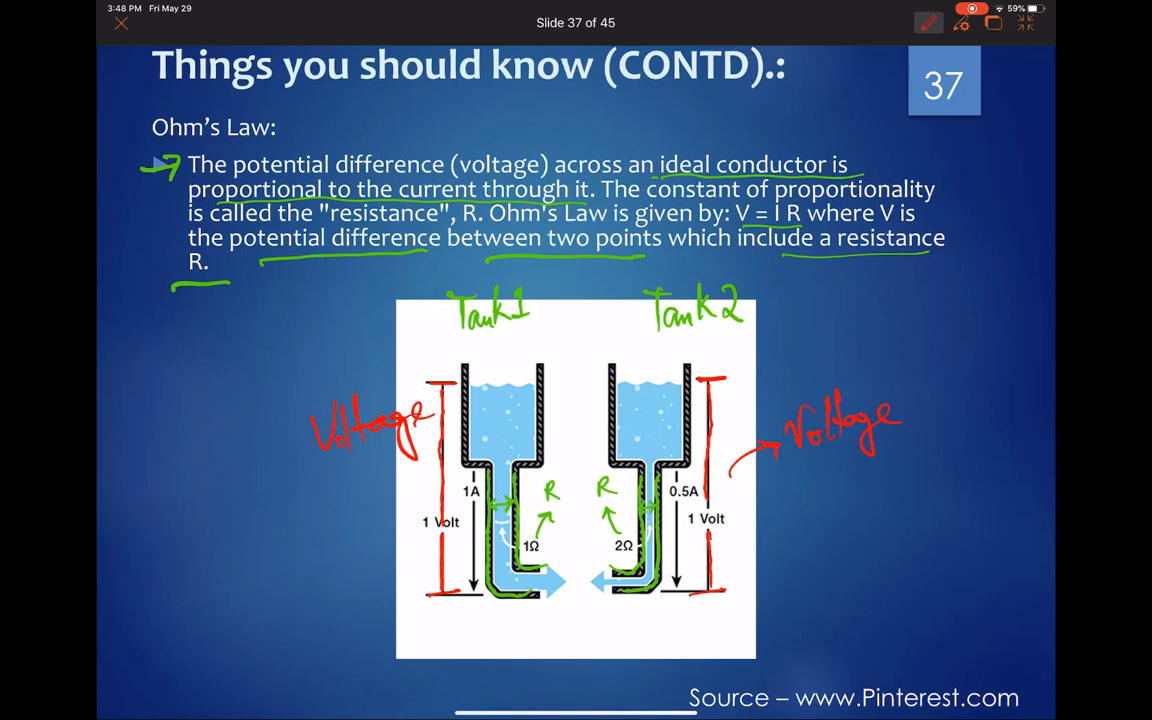 3:48 PM Fri May 29
59%
Slide 37 of 45
Things you should know (CONTD).:
37
Ohm's Law:
The potential difference (voltage) across an ideal conductor is
proportional to the current through it. The constant of proportionality
is called the "resistance", R. Ohm's Law is given by: V = I R where V is
the potential difference between two points which include a resistance
R.
Tank1
Tank2
Voltage
Voltage
1A
R
R
0.5A
1 Volt
1 Volt
1Ω
2Ω
Source – www.Pinterest.com